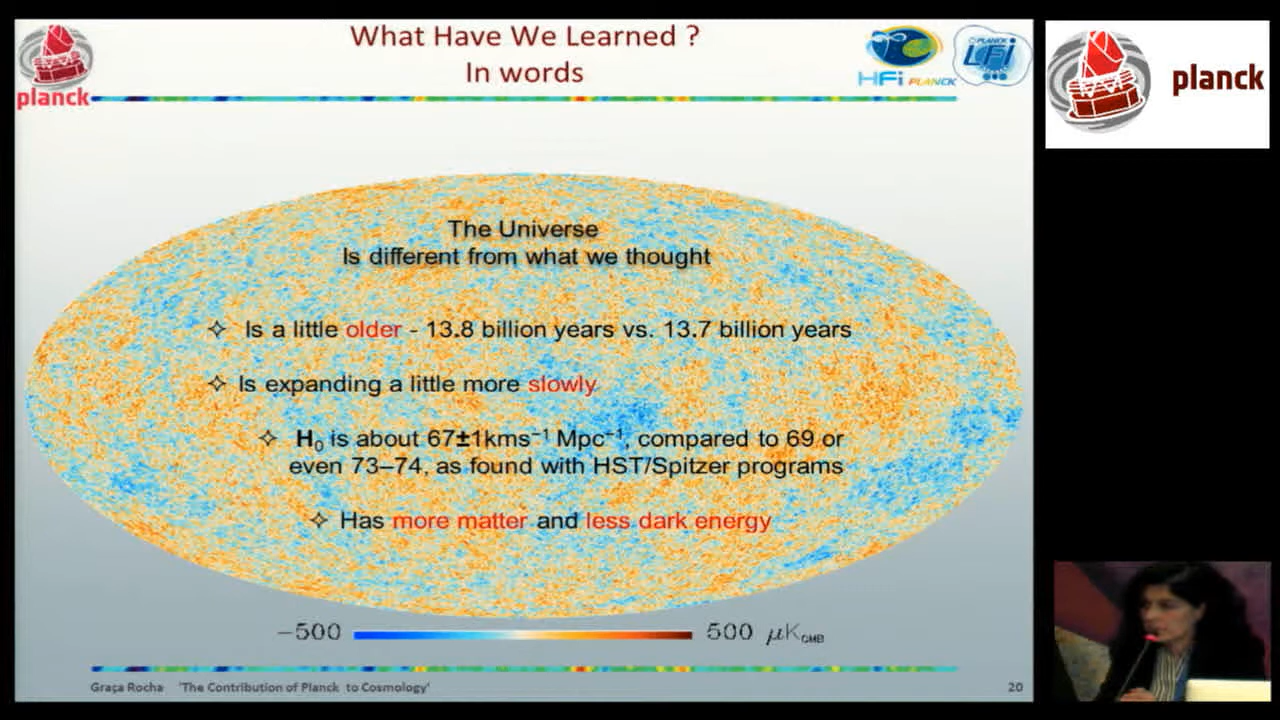 What Have We Learned ?
In words
planck
HFi PLANCK
PLANCK
LFI
planck
The Universe
Is different from what we thought
✧ Is a little older - 13.8 billion years vs. 13.7 billion years
✧ Is expanding a little more slowly
✧ H₀ is about 67±1kms⁻¹ Mpc⁻¹, compared to 69 or
even 73–74, as found with HST/Spitzer programs
✧ Has more matter and less dark energy
−500
500 μK_CMB
Graça Rocha 'The Contribution of Planck to Cosmology'
20